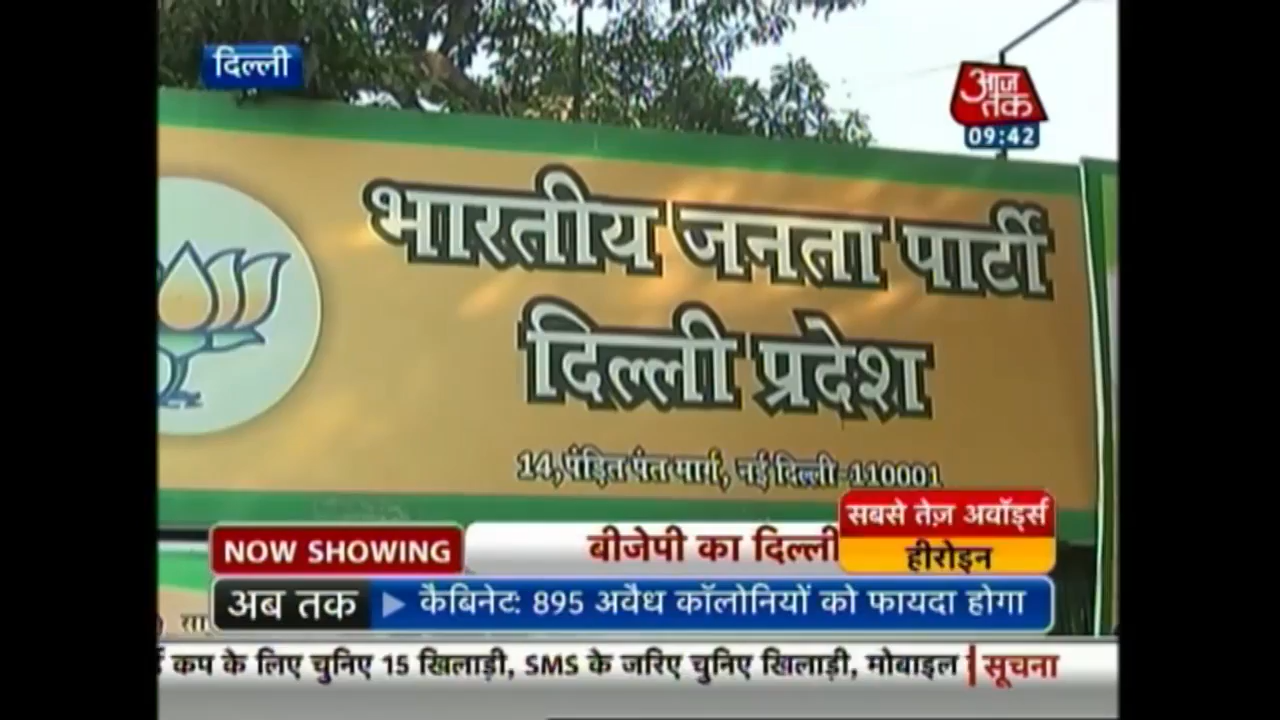 दिल्ली
आज
तक
09:42
भारतीय जनता पार्टी
दिल्ली प्रदेश
14,पंड़ित पंत मार्ग, नई दिल्ली-110001
सबसे तेज़ अवॉर्ड्स
NOW SHOWING
बीजेपी का दिल्ली
हीरोइन
अब तक
कैबिनेट: 895 अवैध कॉलोनियों को फायदा होगा
कप के लिए चुनिए 15 खिलाड़ी, SMS के जरिए चुनिए खिलाड़ी, मोबाइल
सूचना